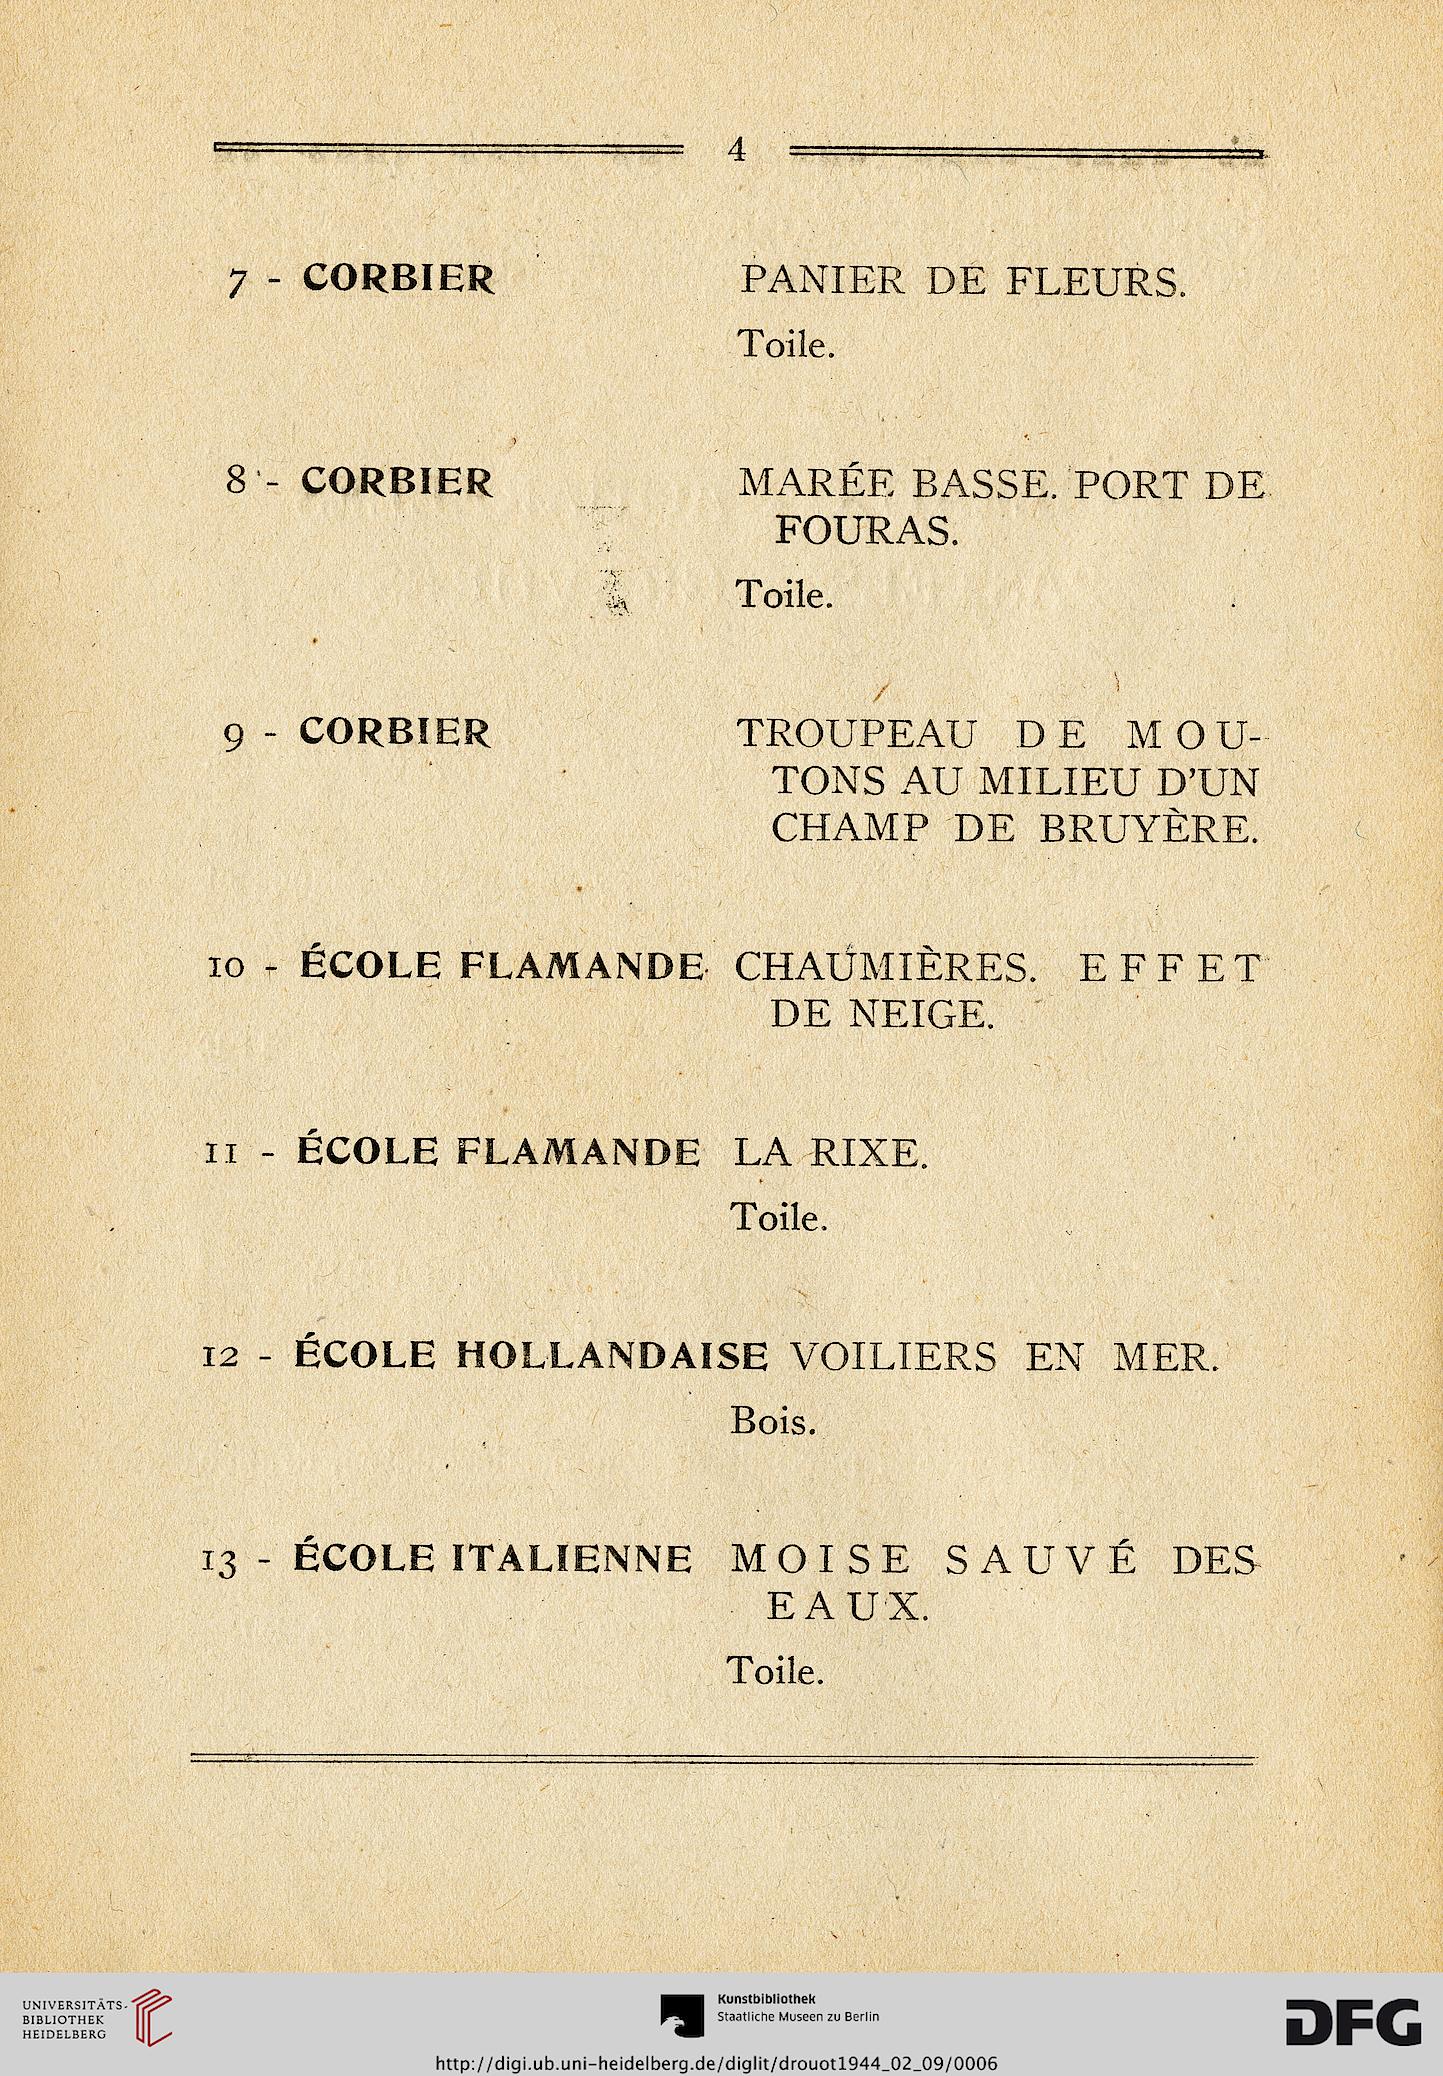 4
7 - CORBIER PANIER DE FLEURS.
Toile.
8 - CORBIER MARÉE BASSE. PORT DE
FOURAS.
Toile.
9 - CORBIER TROUPEAU DE MOU-
TONS AU MILIEU D'UN
CHAMP DE BRUYÈRE.
10 - ÉCOLE FLAMANDE CHAUMIÈRES. EFFET
DE NEIGE.
11 - ÉCOLE FLAMANDE LA RIXE.
Toile.
12 - ÉCOLE HOLLANDAISE VOILIERS EN MER.
Bois.
13 - ÉCOLE ITALIENNE MOISE SAUVÉ DES
EAUX.
Toile.
UNIVERSITÄTS-
BIBLIOTHEK
HEIDELBERG
Kunstbibliothek
Staatliche Museen zu Berlin
DFG
http://digi.ub.uni-heidelberg.de/diglit/drouot1944_02_09/0006